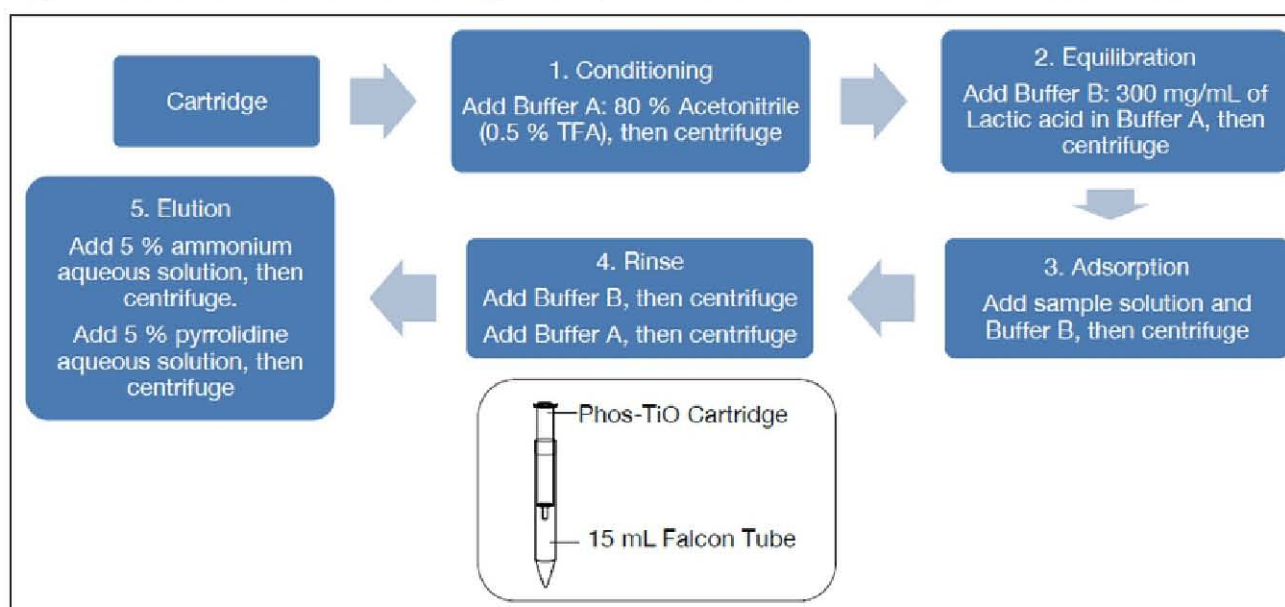 Cartridge
1. Conditioning
Add Buffer A: 80 % Acetonitrile
(0.5 % TFA), then centrifuge
2. Equilibration
Add Buffer B: 300 mg/mL of
Lactic acid in Buffer A, then
centrifuge
3. Adsorption
Add sample solution and
Buffer B, then centrifuge
4. Rinse
Add Buffer B, then centrifuge
Add Buffer A, then centrifuge
5. Elution
Add 5 % ammonium
aqueous solution, then
centrifuge.
Add 5 % pyrrolidine
aqueous solution, then
centrifuge
Phos-TiO Cartridge
15 mL Falcon Tube